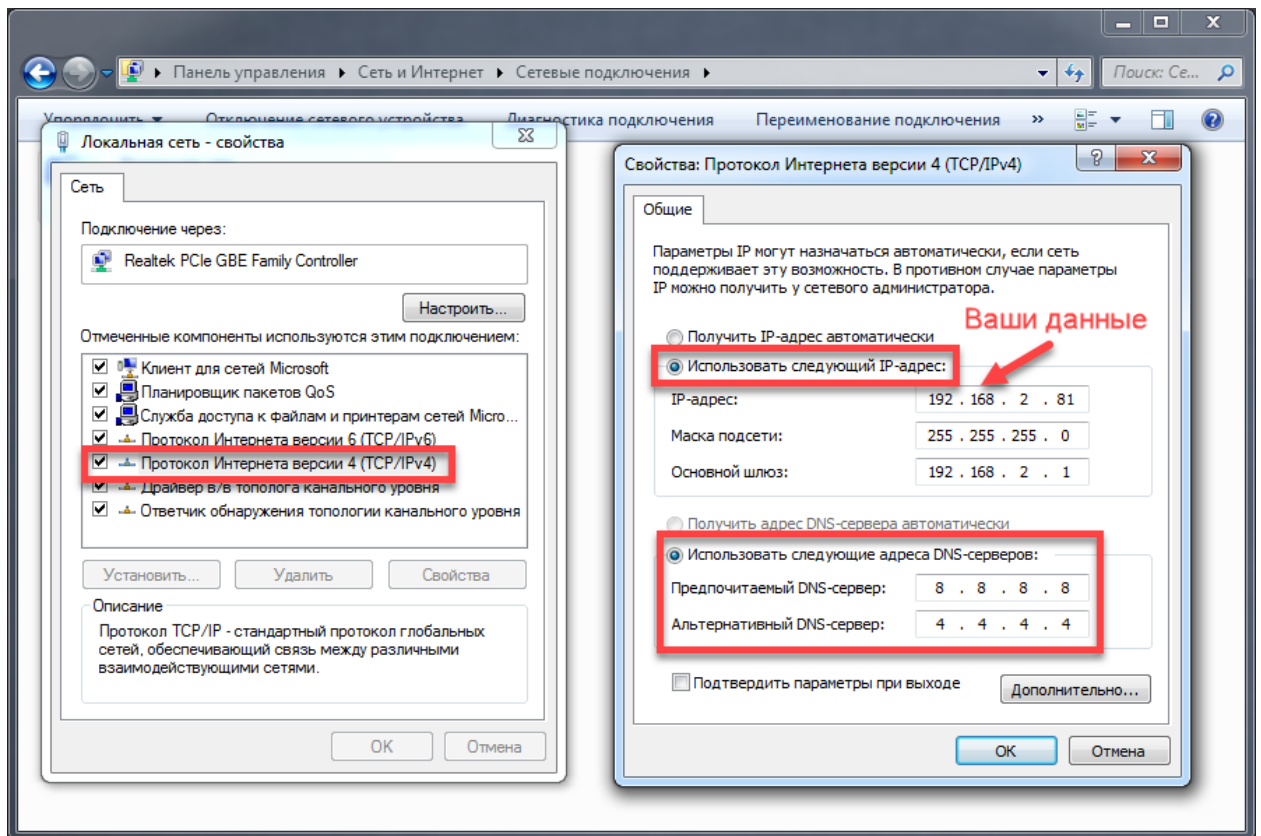 Панель управления ▸ Сеть и Интернет ▸ Сетевые подключения ▸
Поиск: Се...
Упорядочить
Отключение сетевого устройства
Диагностика подключения
Переименование подключения
»
Локальная сеть - свойства
Сеть
Подключение через:
Realtek PCIe GBE Family Controller
Настроить...
Отмеченные компоненты используются этим подключением:
Клиент для сетей Microsoft
Планировщик пакетов QoS
Служба доступа к файлам и принтерам сетей Micro...
Протокол Интернета версии 6 (TCP/IPv6)
Протокол Интернета версии 4 (TCP/IPv4)
Драйвер в/в тополога канального уровня
Ответчик обнаружения топологии канального уровня
Установить...
Удалить
Свойства
Описание
Протокол TCP/IP - стандартный протокол глобальных
сетей, обеспечивающий связь между различными
взаимодействующими сетями.
OK
Отмена
Свойства: Протокол Интернета версии 4 (TCP/IPv4)
Общие
Параметры IP могут назначаться автоматически, если сеть
поддерживает эту возможность. В противном случае параметры
IP можно получить у сетевого администратора.
Ваши данные
Получить IP-адрес автоматически
Использовать следующий IP-адрес:
IP-адрес: 192 . 168 . 2 . 81
Маска подсети: 255 . 255 . 255 . 0
Основной шлюз: 192 . 168 . 2 . 1
Получить адрес DNS-сервера автоматически
Использовать следующие адреса DNS-серверов:
Предпочитаемый DNS-сервер: 8 . 8 . 8 . 8
Альтернативный DNS-сервер: 4 . 4 . 4 . 4
Подтвердить параметры при выходе
Дополнительно...
OK
Отмена